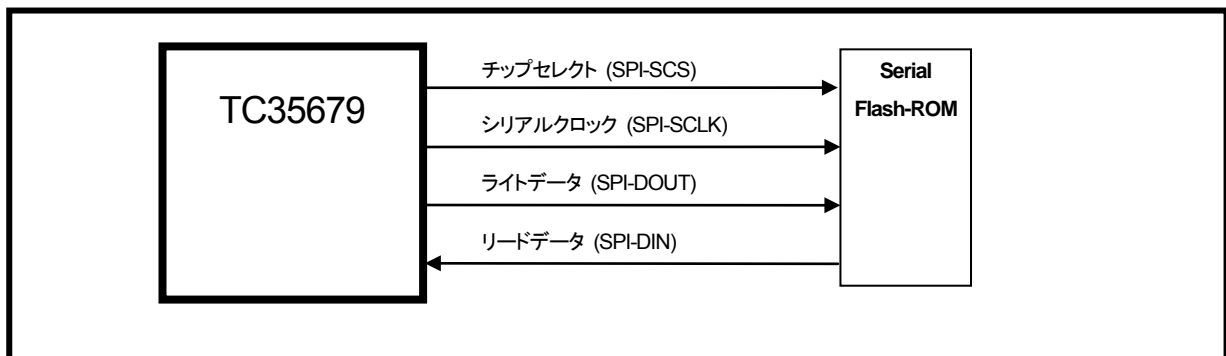 TC35679
チップセレクト (SPI-SCS)
シリアルクロック (SPI-SCLK)
ライトデータ (SPI-DOUT)
リードデータ (SPI-DIN)
Serial
Flash-ROM